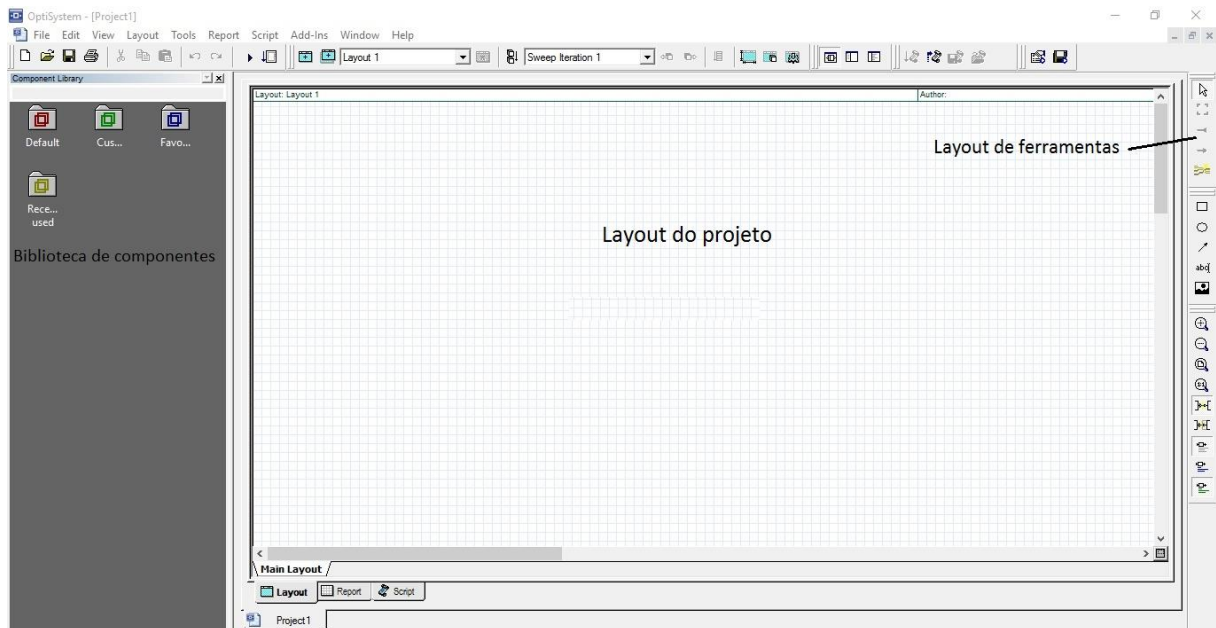 OptiSystem - [Project1]
File Edit View Layout Tools Report Script Add-Ins Window Help
Layout 1
Sweep Iteration 1
Component Library
Default
Cus...
Favo...
Rece...
used
Biblioteca de componentes
Layout: Layout 1
Author:
Layout de ferramentas
Layout do projeto
abc
Main Layout
Layout Report Script
Project1